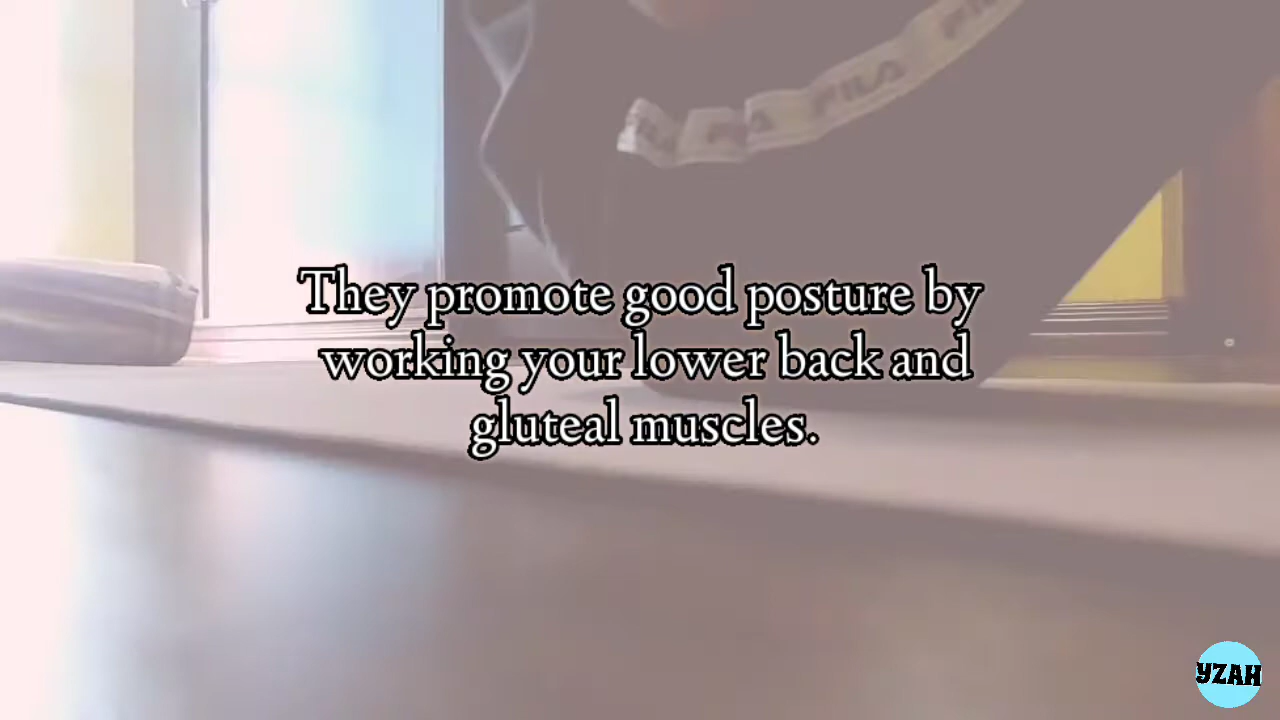 FILA
FILA
FILA
They promote good posture by
working your lower back and
gluteal muscles.
YZAH